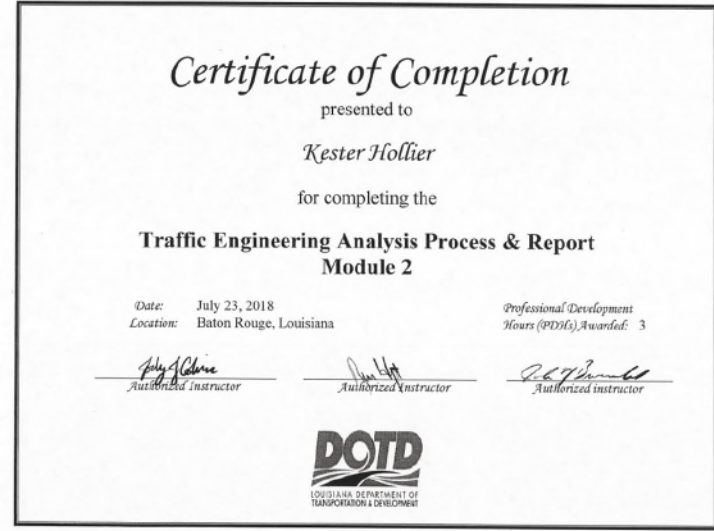 Certificate of Completion
presented to
Kester Hollier
for completing the
Traffic Engineering Analysis Process & Report
Module 2
Date: July 23, 2018
Location: Baton Rouge, Louisiana
Professional Development
Hours (PDHs) Awarded: 3
Authorized Instructor
Authorized Instructor
Authorized instructor
DOTD
LOUISIANA DEPARTMENT OF
TRANSPORTATION & DEVELOPMENT